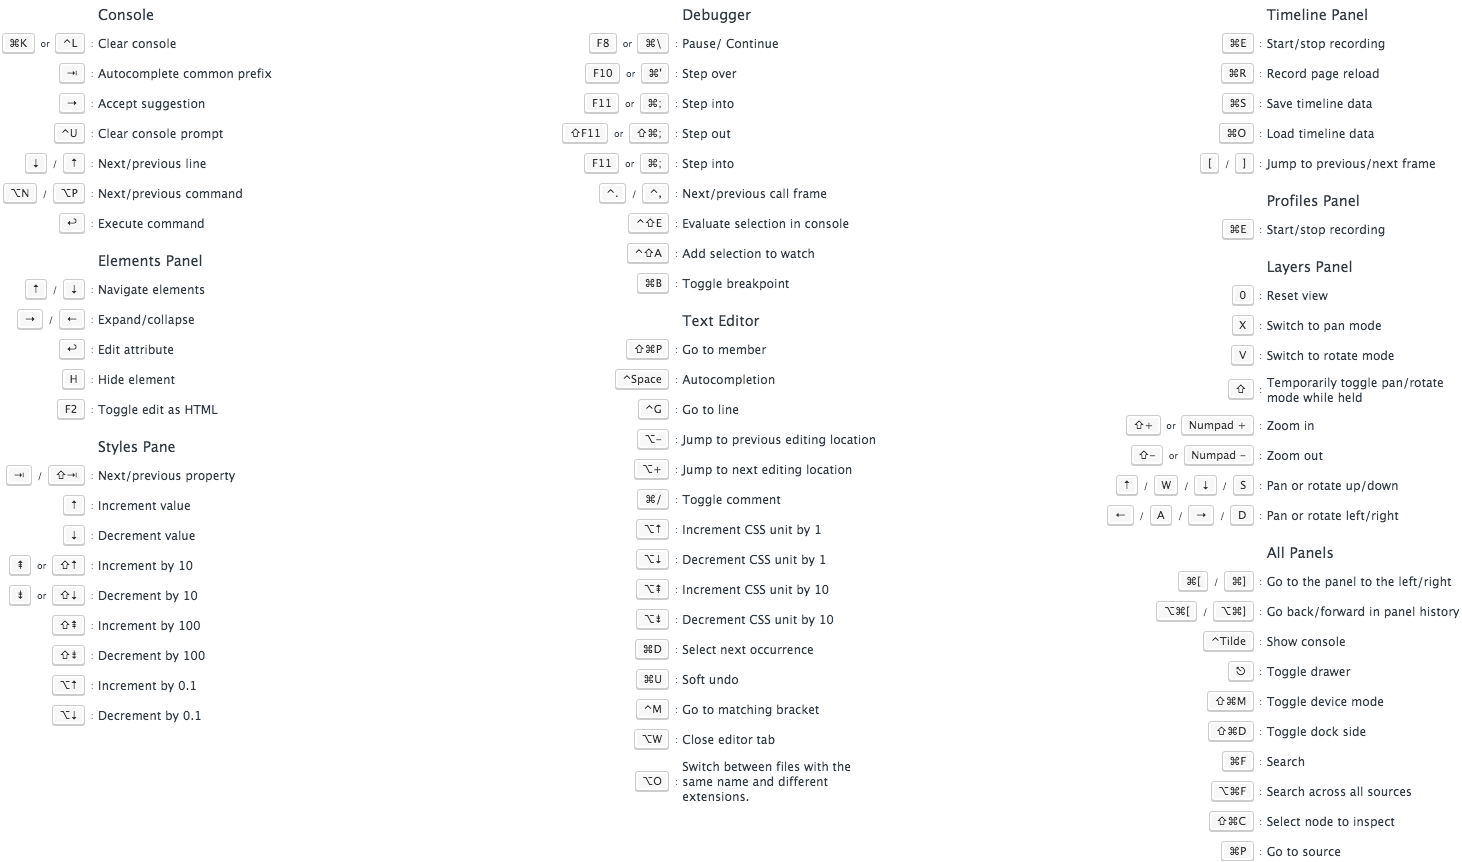 Console
⌘K or ^L : Clear console
⇥ : Autocomplete common prefix
→ : Accept suggestion
^U : Clear console prompt
↓ / ↑ : Next/previous line
⌥N / ⌥P : Next/previous command
↩ : Execute command
Elements Panel
↑ / ↓ : Navigate elements
→ / ← : Expand/collapse
↩ : Edit attribute
H : Hide element
F2 : Toggle edit as HTML
Styles Pane
⇥ / ⇧⇥ : Next/previous property
↑ : Increment value
↓ : Decrement value
⇞ or ⇧↑ : Increment by 10
⇟ or ⇧↓ : Decrement by 10
⇧⇞ : Increment by 100
⇧⇟ : Decrement by 100
⌥↑ : Increment by 0.1
⌥↓ : Decrement by 0.1
Debugger
F8 or ⌘\ : Pause/ Continue
F10 or ⌘' : Step over
F11 or ⌘; : Step into
⇧F11 or ⇧⌘; : Step out
F11 or ⌘; : Step into
^. / ^, : Next/previous call frame
^⇧E : Evaluate selection in console
^⇧A : Add selection to watch
⌘B : Toggle breakpoint
Text Editor
⇧⌘P : Go to member
^Space : Autocompletion
^G : Go to line
⌥– : Jump to previous editing location
⌥+ : Jump to next editing location
⌘/ : Toggle comment
⌥↑ : Increment CSS unit by 1
⌥↓ : Decrement CSS unit by 1
⌥⇞ : Increment CSS unit by 10
⌥⇟ : Decrement CSS unit by 10
⌘D : Select next occurrence
⌘U : Soft undo
^M : Go to matching bracket
⌥W : Close editor tab
⌥O : Switch between files with the
same name and different
extensions.
Timeline Panel
⌘E : Start/stop recording
⌘R : Record page reload
⌘S : Save timeline data
⌘O : Load timeline data
[ / ] : Jump to previous/next frame
Profiles Panel
⌘E : Start/stop recording
Layers Panel
0 : Reset view
X : Switch to pan mode
V : Switch to rotate mode
⇧ : Temporarily toggle pan/rotate
mode while held
⇧+ or Numpad + : Zoom in
⇧– or Numpad – : Zoom out
↑ / W / ↓ / S : Pan or rotate up/down
← / A / → / D : Pan or rotate left/right
All Panels
⌘[ / ⌘] : Go to the panel to the left/right
⌥⌘[ / ⌥⌘] : Go back/forward in panel history
^Tilde : Show console
⎋ : Toggle drawer
⇧⌘M : Toggle device mode
⇧⌘D : Toggle dock side
⌘F : Search
⌥⌘F : Search across all sources
⇧⌘C : Select node to inspect
⌘P : Go to source